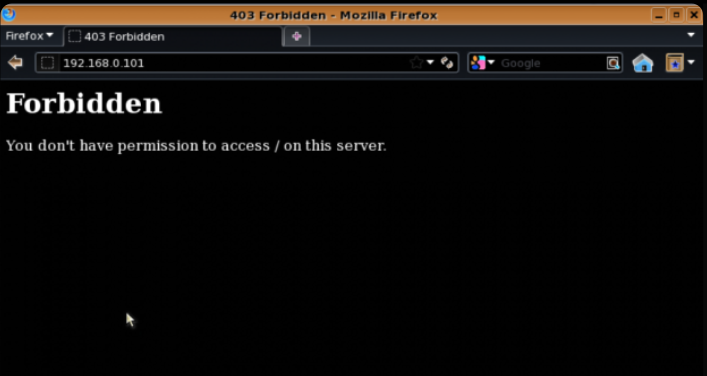 403 Forbidden - Mozilla Firefox
Firefox
403 Forbidden
192.168.0.101
Google
Forbidden
You don't have permission to access / on this server.